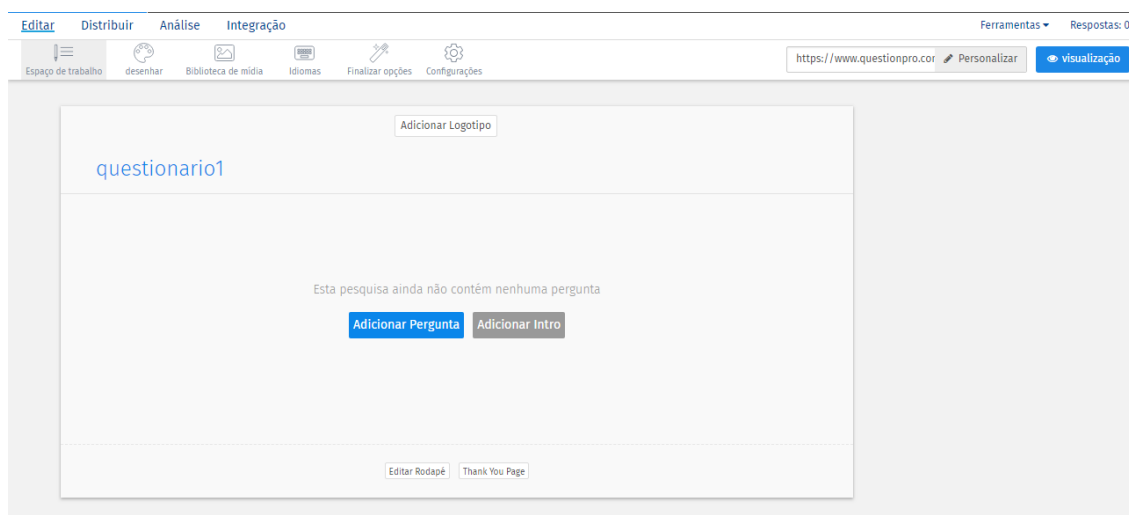 Editar Distribuir Análise Integração Ferramentas Respostas: 0
Espaço de trabalho desenhar Biblioteca de mídia Idiomas Finalizar opções Configurações https://www.questionpro.cor Personalizar visualização
Adicionar Logotipo
questionario1
Esta pesquisa ainda não contém nenhuma pergunta
Adicionar Pergunta Adicionar Intro
Editar Rodapé Thank You Page